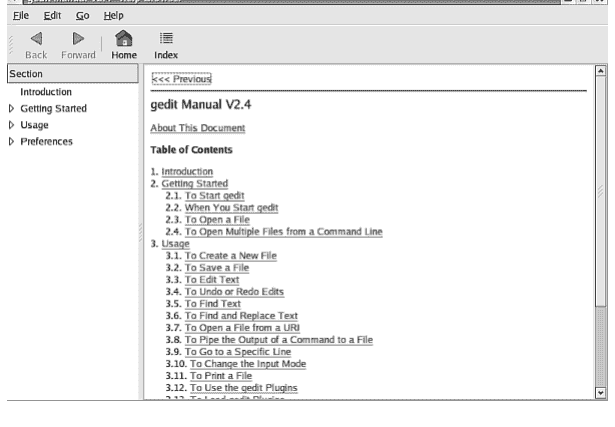 File Edit Go Help
Back Forward Home Index
Section
Introduction
Getting Started
Usage
Preferences
<<< Previous
gedit Manual V2.4
About This Document
Table of Contents
1. Introduction
2. Getting Started
2.1. To Start gedit
2.2. When You Start gedit
2.3. To Open a File
2.4. To Open Multiple Files from a Command Line
3. Usage
3.1. To Create a New File
3.2. To Save a File
3.3. To Edit Text
3.4. To Undo or Redo Edits
3.5. To Find Text
3.6. To Find and Replace Text
3.7. To Open a File from a URI
3.8. To Pipe the Output of a Command to a File
3.9. To Go to a Specific Line
3.10. To Change the Input Mode
3.11. To Print a File
3.12. To Use the gedit Plugins